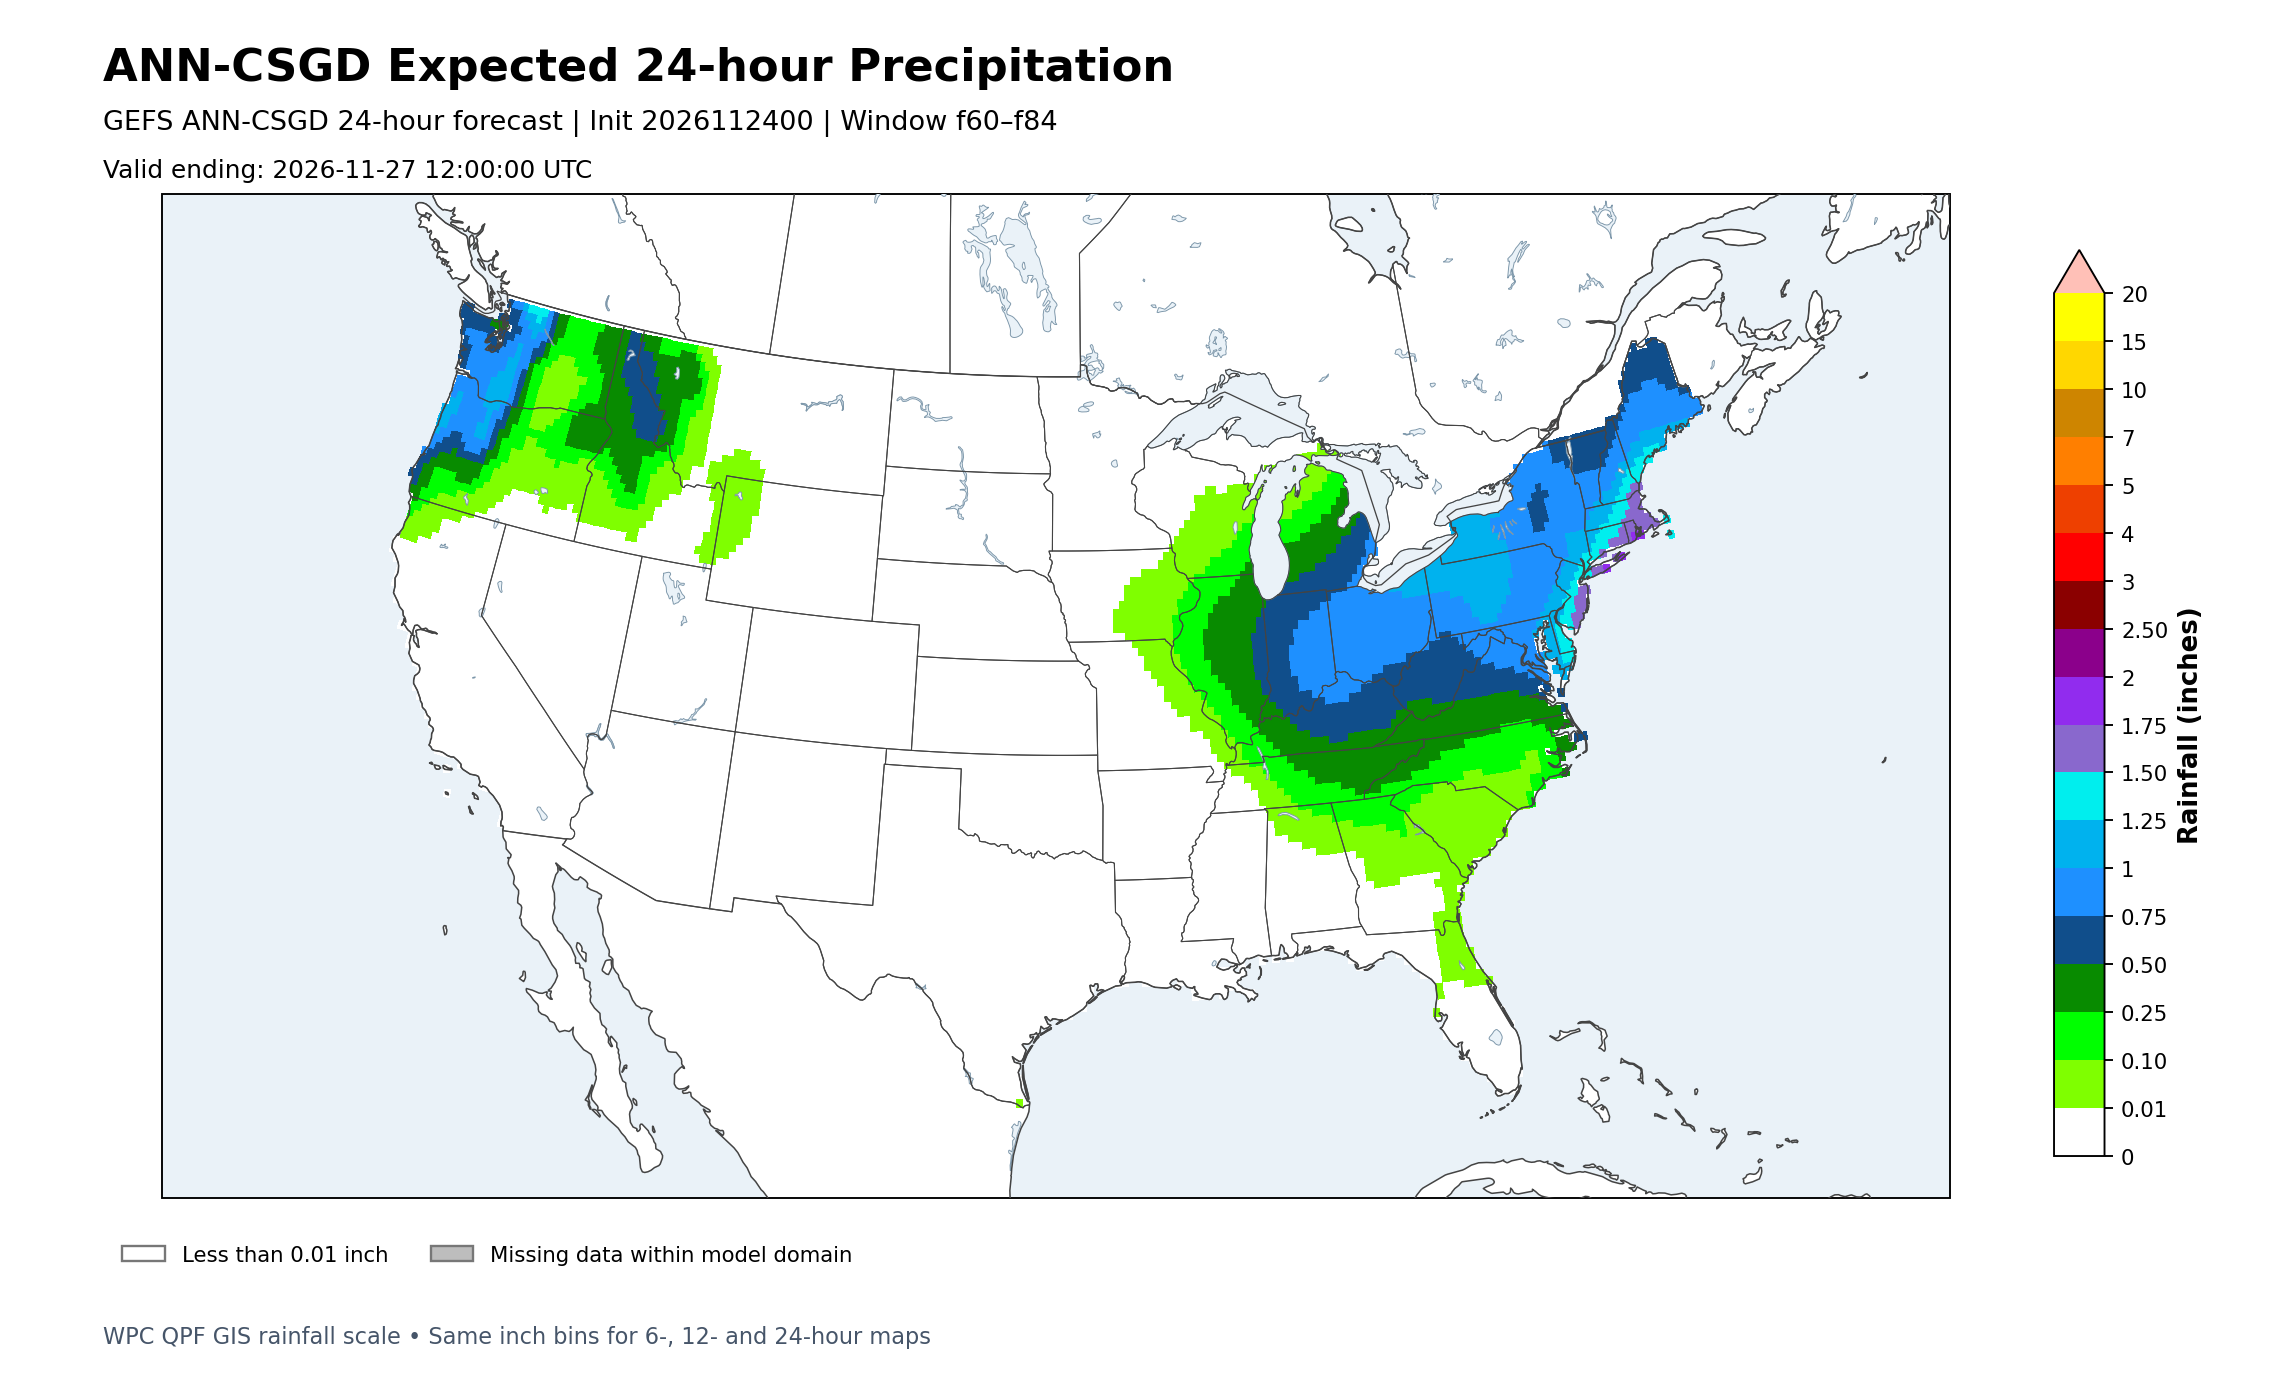 ANN-CSGD Expected 24-hour Precipitation
GEFS ANN-CSGD 24-hour forecast | Init 2026112400 | Window f60–f84
Valid ending: 2026-11-27 12:00:00 UTC
20
15
10
7
5
4
3
2.50
2
1.75
1.50
1.25
1
0.75
0.50
0.25
0.10
0.01
0
Rainfall (inches)
Less than 0.01 inch
Missing data within model domain
WPC QPF GIS rainfall scale • Same inch bins for 6-, 12- and 24-hour maps